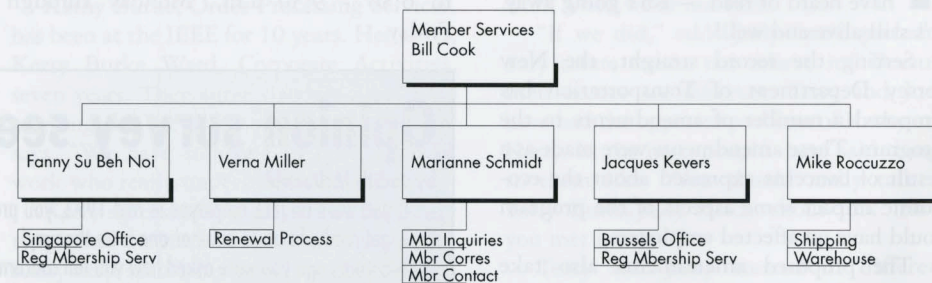 Member Services
Bill Cook
Fanny Su Beh Noi
Verna Miller
Marianne Schmidt
Jacques Kevers
Mike Roccuzzo
Singapore Office
Reg Mbership Serv
Renewal Process
Mbr Inquiries
Mbr Corres
Mbr Contact
Brussels Office
Reg Mbership Serv
Shipping
Warehouse